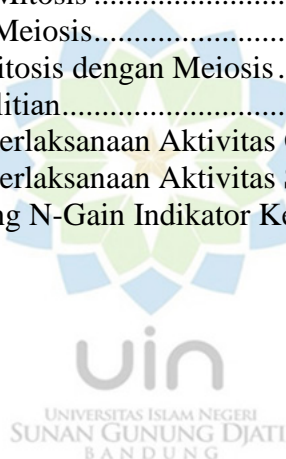 Mitosis ..........................
Meiosis..........................
itosis dengan Meiosis .
litian.............................
erlaksanaan Aktivitas
erlaksanaan Aktivitas
ng N-Gain Indikator Ke
uin
UNIVERSITAS ISLAM NEGERI
SUNAN GUNUNG DJATI
BANDUNG